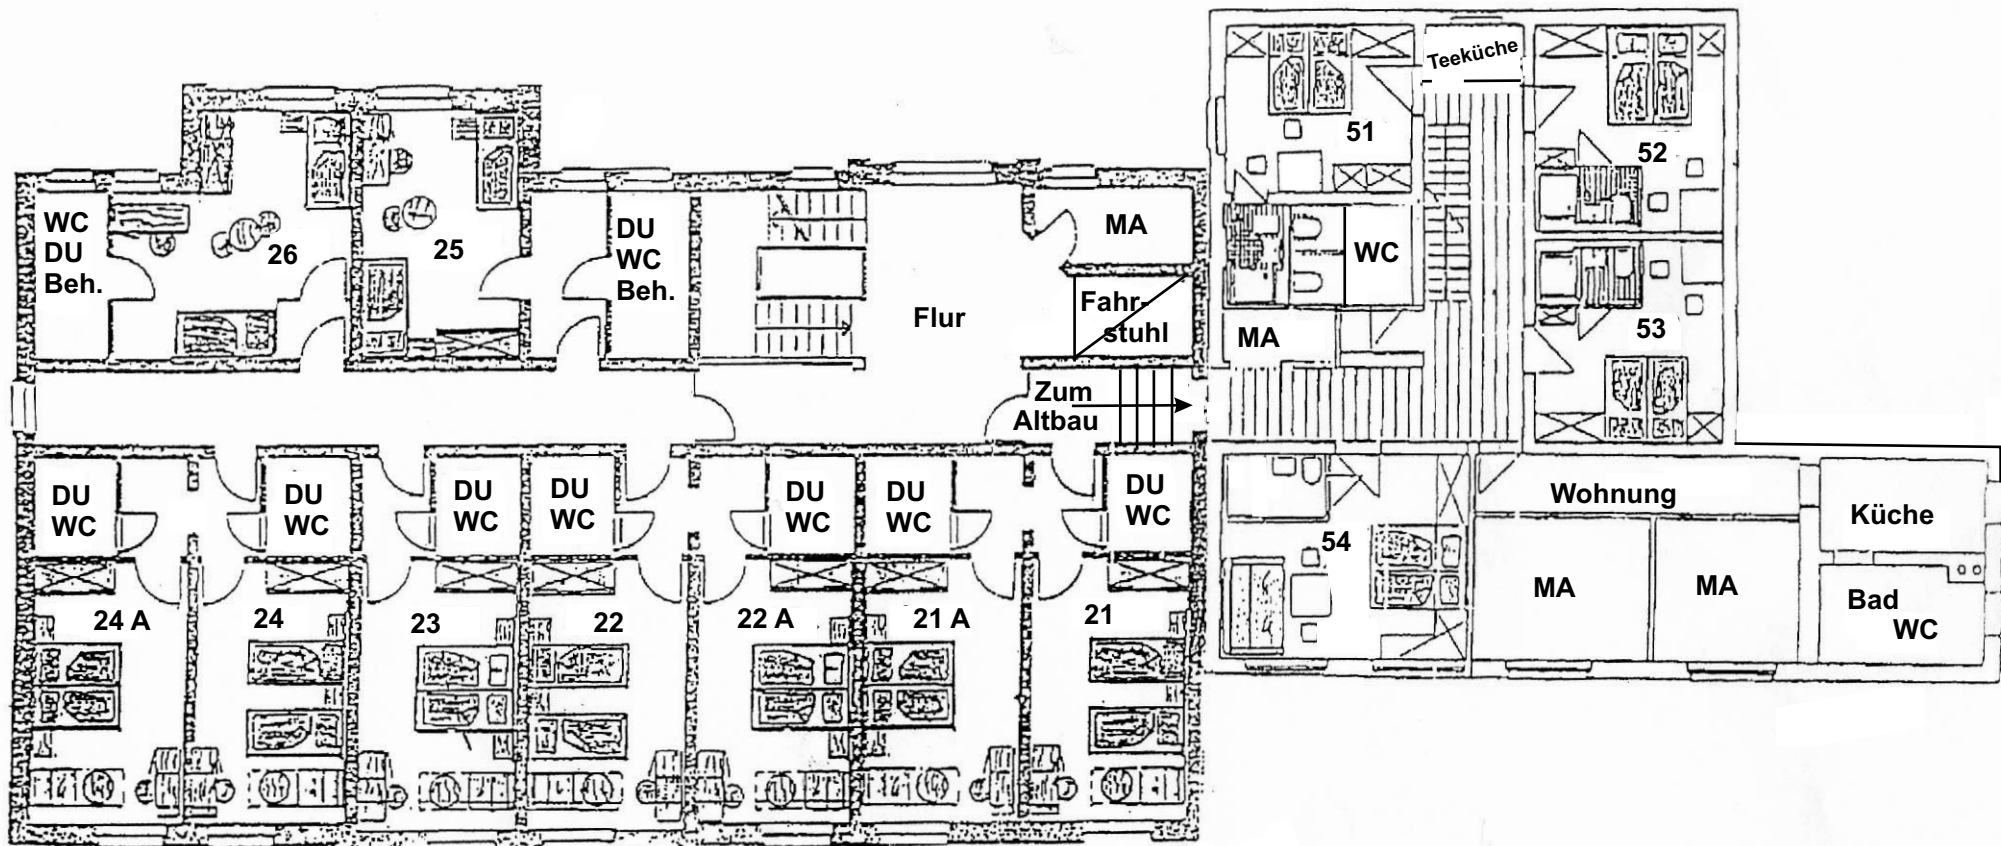 Teeküche
51
52
WC
DU
Beh.
26
25
DU
WC
Beh.
MA
WC
Flur
Fahr-
stuhl
MA
53
Zum
Altbau
DU
WC
DU
WC
DU
WC
DU
WC
DU
WC
DU
WC
DU
WC
Wohnung
Küche
54
MA
MA
Bad
WC
24 A
24
23
22
22 A
21 A
21